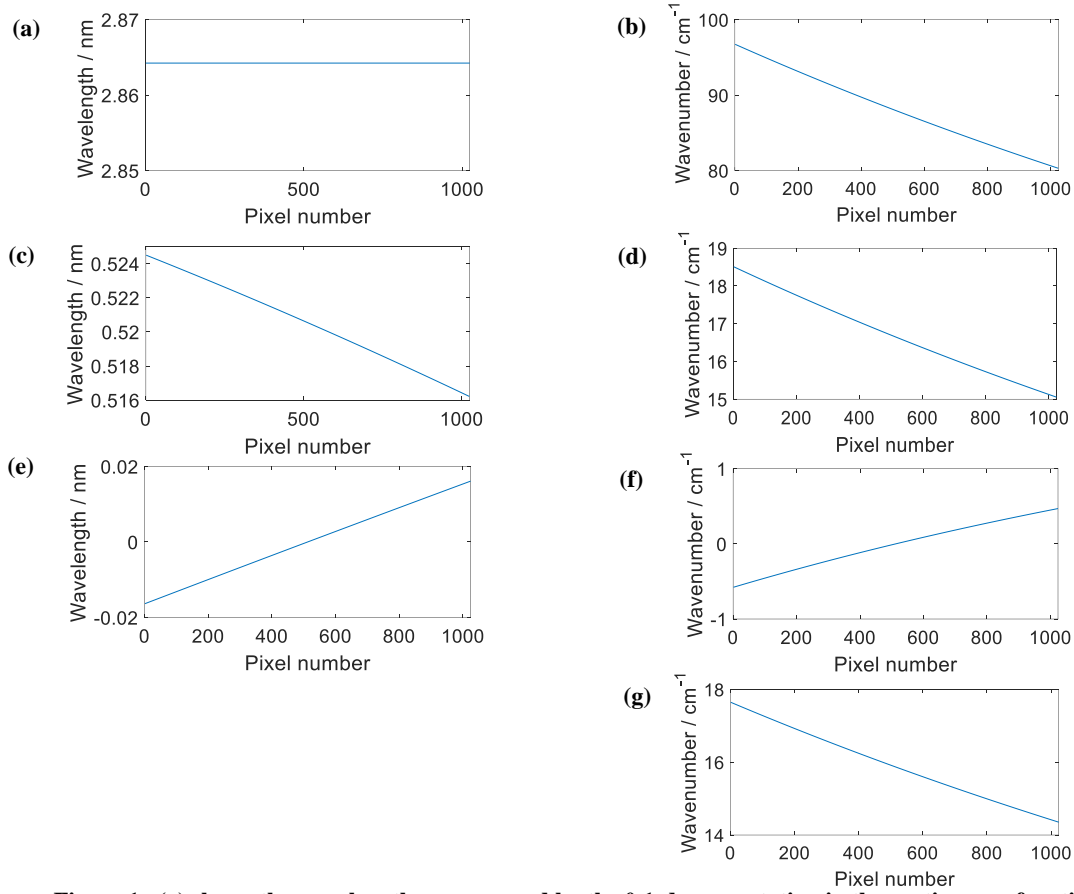 (a)
Wavelength / nm
2.87
2.86
2.85
0 500 1000
Pixel number
(b)
Wavenumber / cm⁻¹
100
90
80
0 200 400 600 800 1000
Pixel number
(c)
Wavelength / nm
0.524
0.522
0.52
0.518
0.516
0 500 1000
Pixel number
(d)
Wavenumber / cm⁻¹
19
18
17
16
15
0 200 400 600 800 1000
Pixel number
(e)
Wavelength / nm
0.02
0
-0.02
0 200 400 600 800 1000
Pixel number
(f)
Wavenumber / cm⁻¹
1
0
-1
0 200 400 600 800 1000
Pixel number
(g)
Wavenumber / cm⁻¹
18
16
14
0 200 400 600 800 1000
Pixel number
Figure 1: (a)